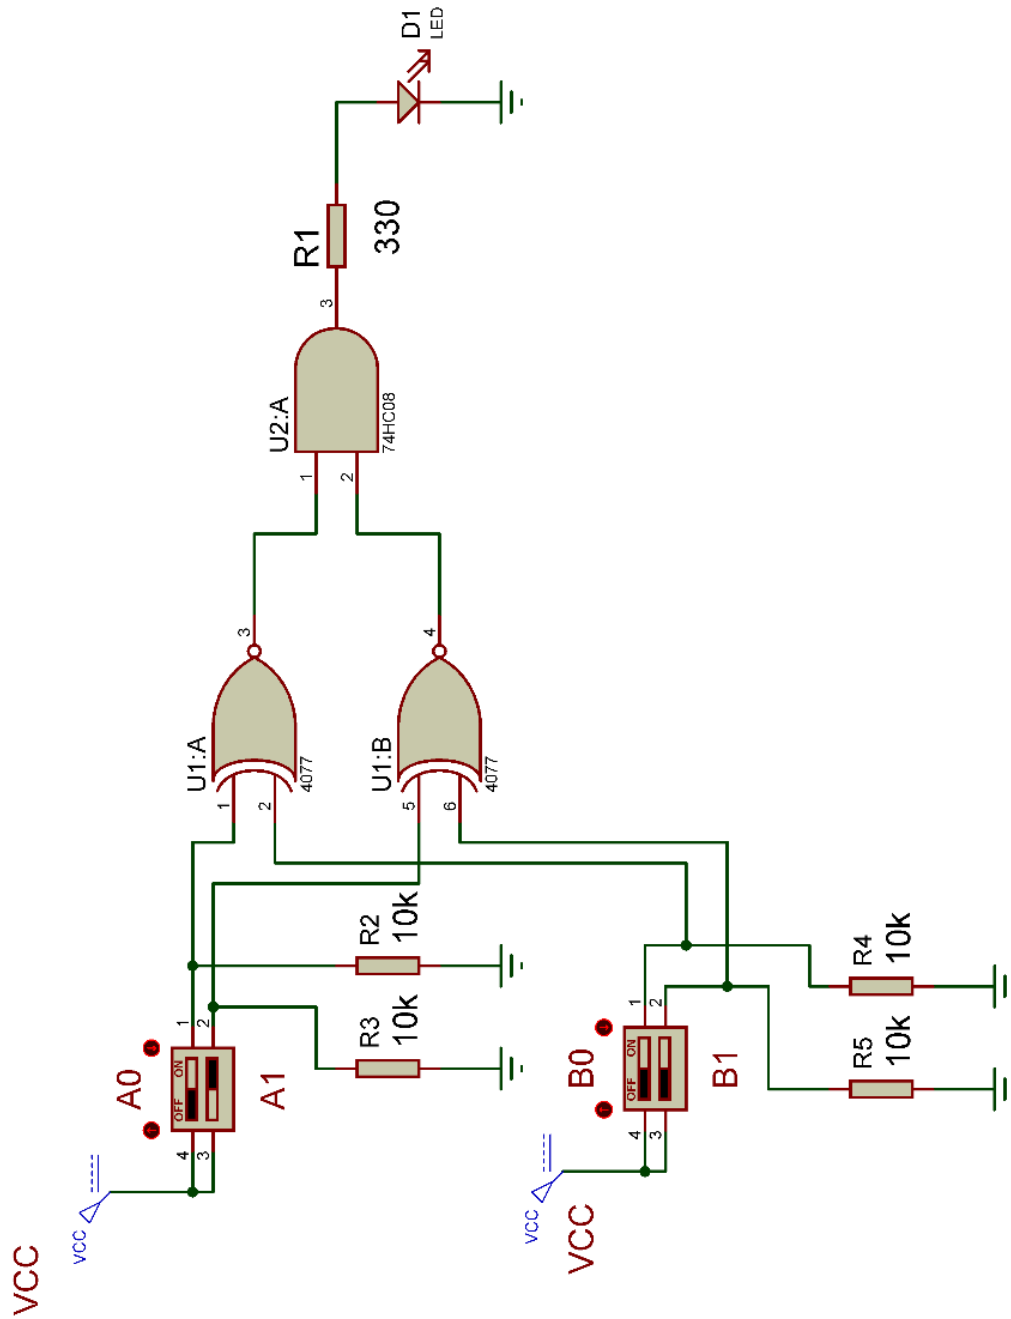 VCC
VCC
A0
A1
OFF
ON
4
3
1
2
R3
10k
R2
10k
VCC
VCC
B0
B1
OFF
ON
4
3
1
2
R5
10k
R4
10k
U1:A
4077
1
2
3
U1:B
4077
5
6
4
U2:A
74HC08
1
2
3
R1
330
D1
LED